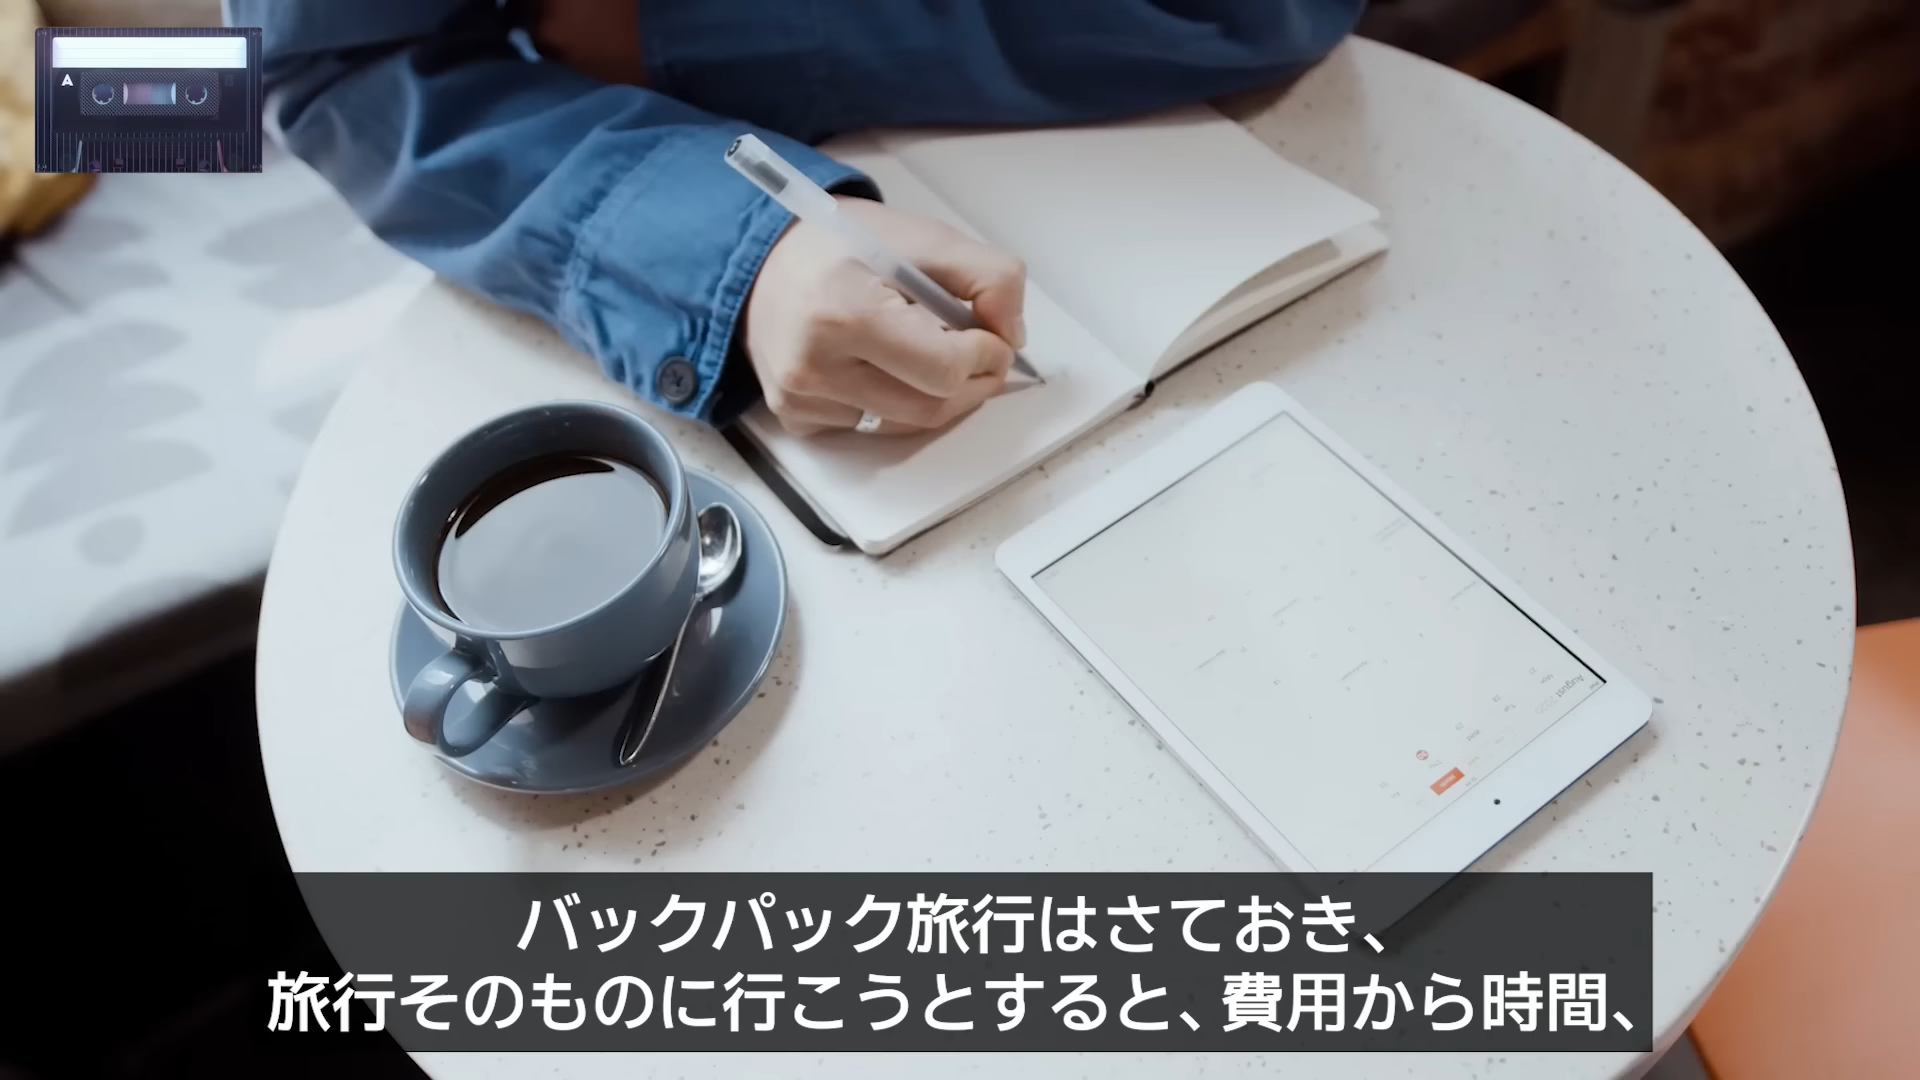 A
バックパック旅行はさておき、
旅行そのものに行こうとすると、費用から時間、
August